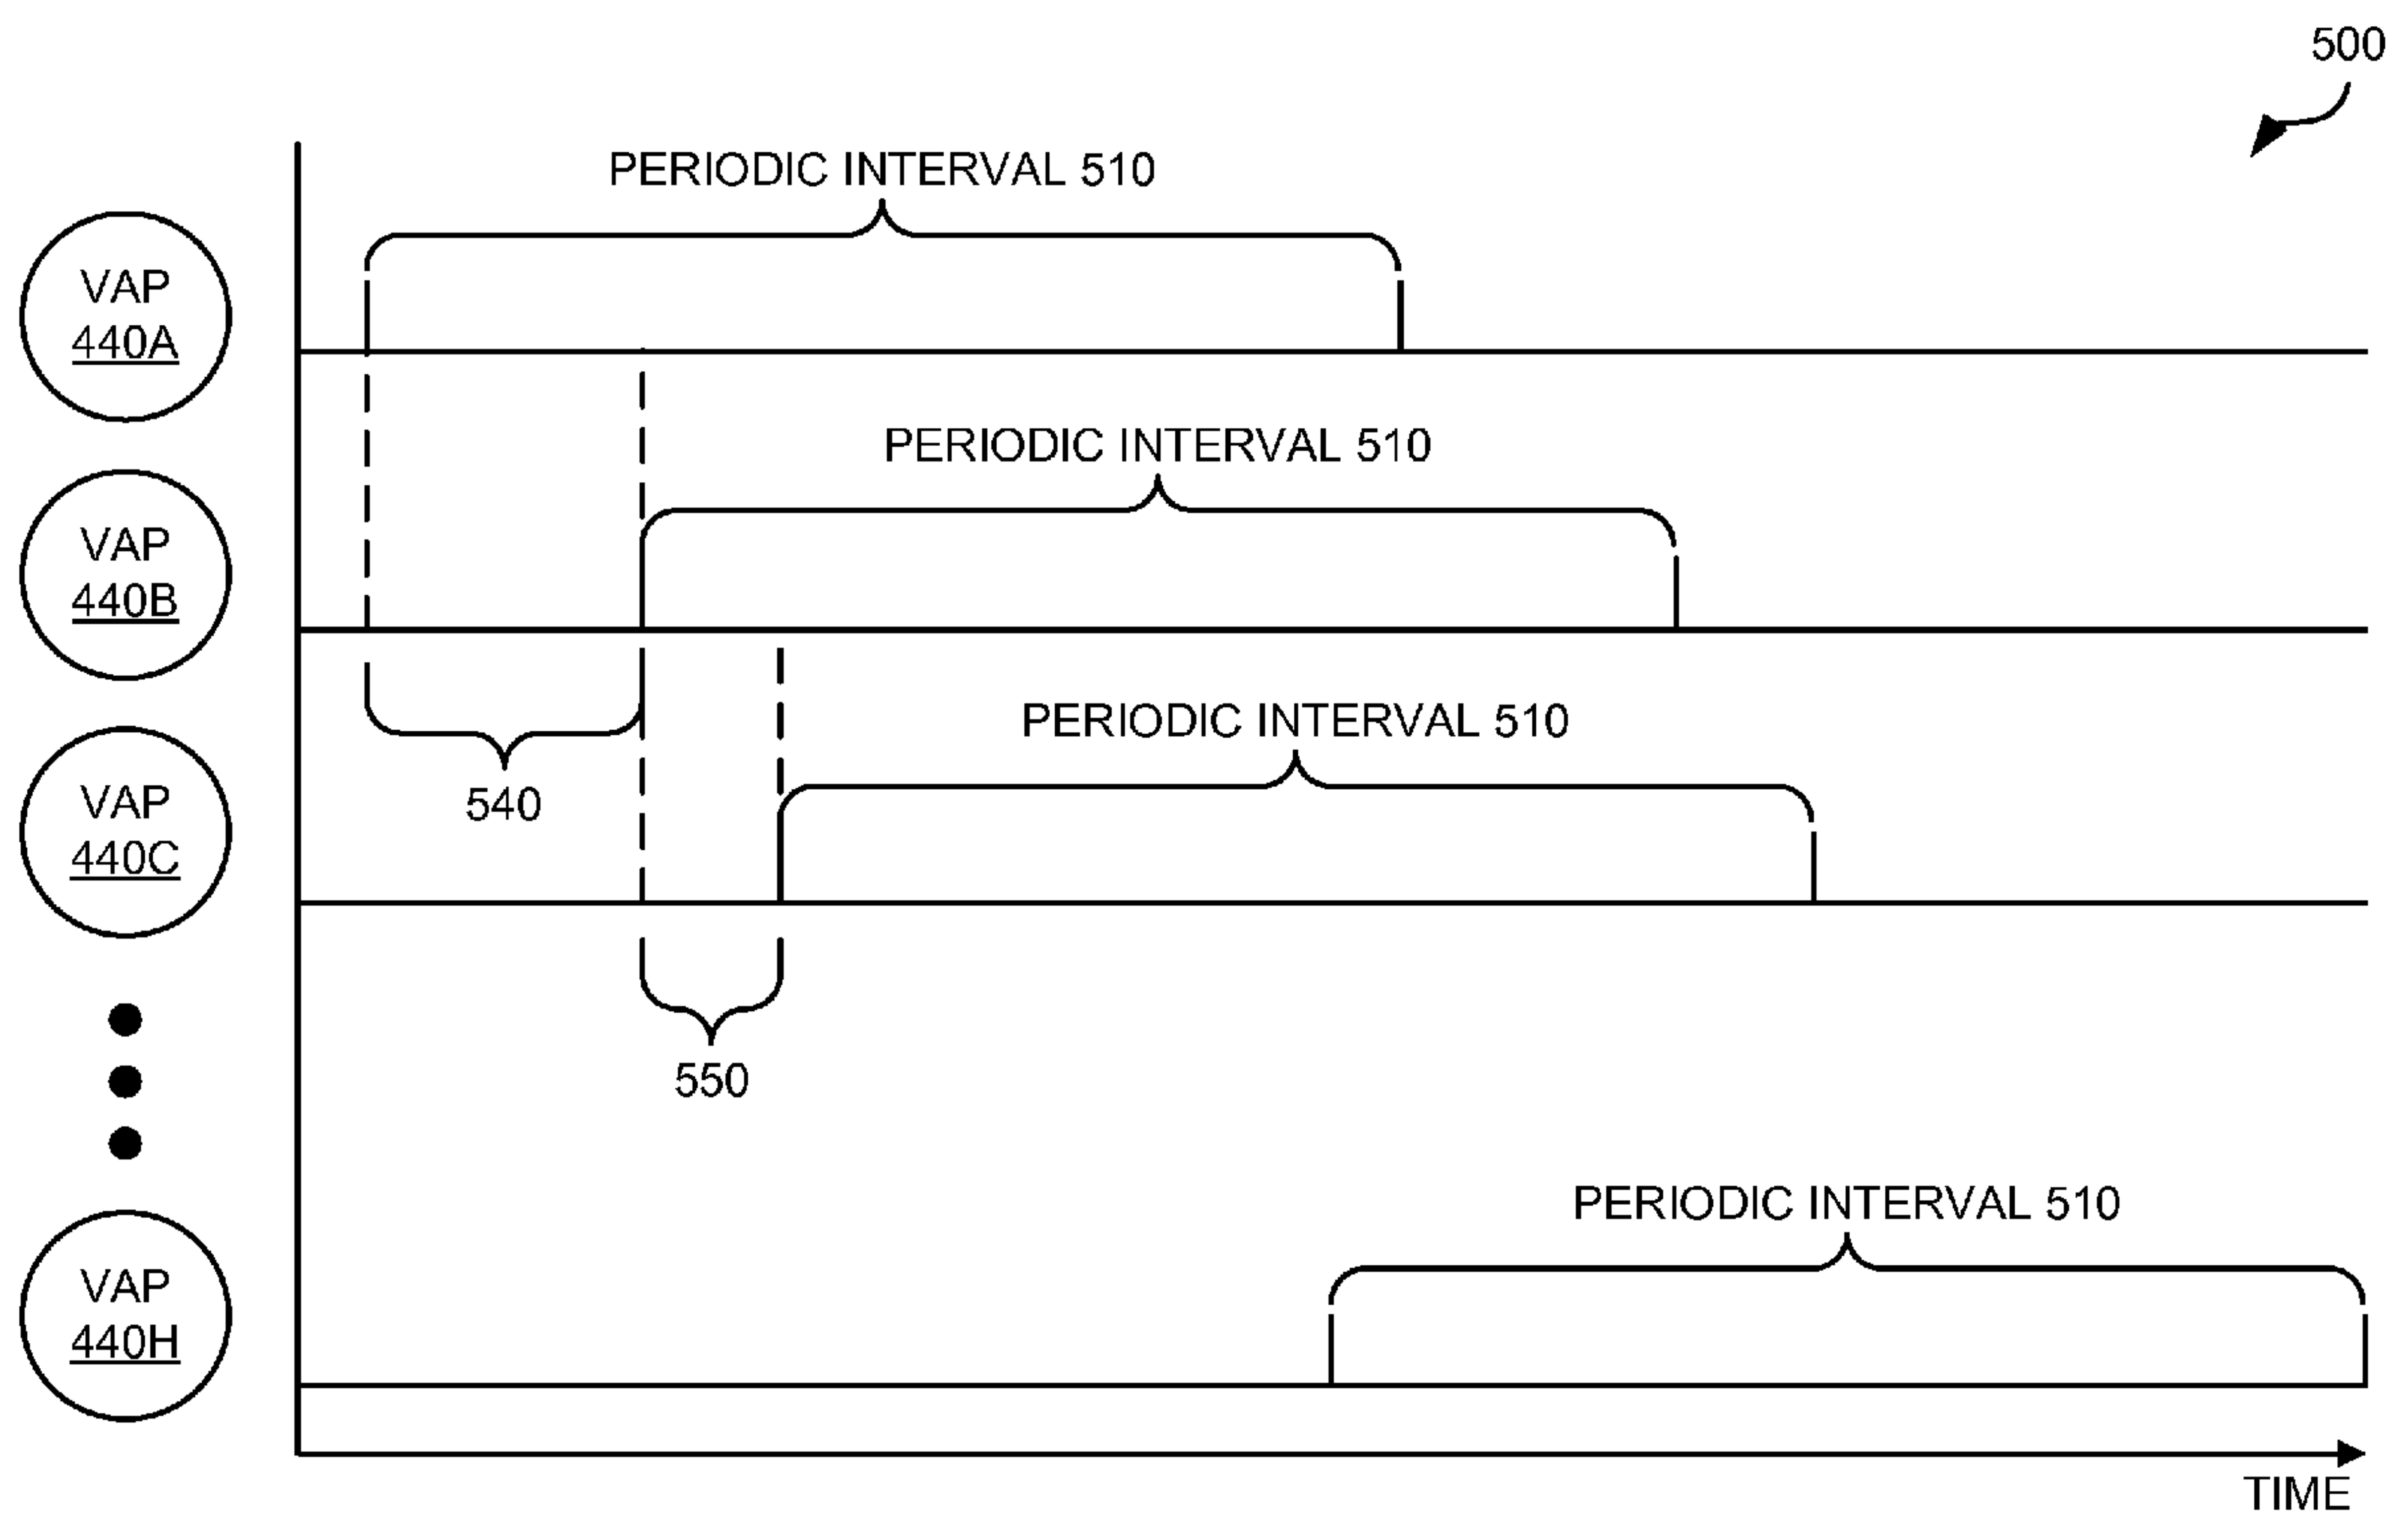 500
PERIODIC INTERVAL 510
VAP
440A
PERIODIC INTERVAL 510
VAP
440B
PERIODIC INTERVAL 510
540
VAP
440C
550
PERIODIC INTERVAL 510
VAP
440H
TIME